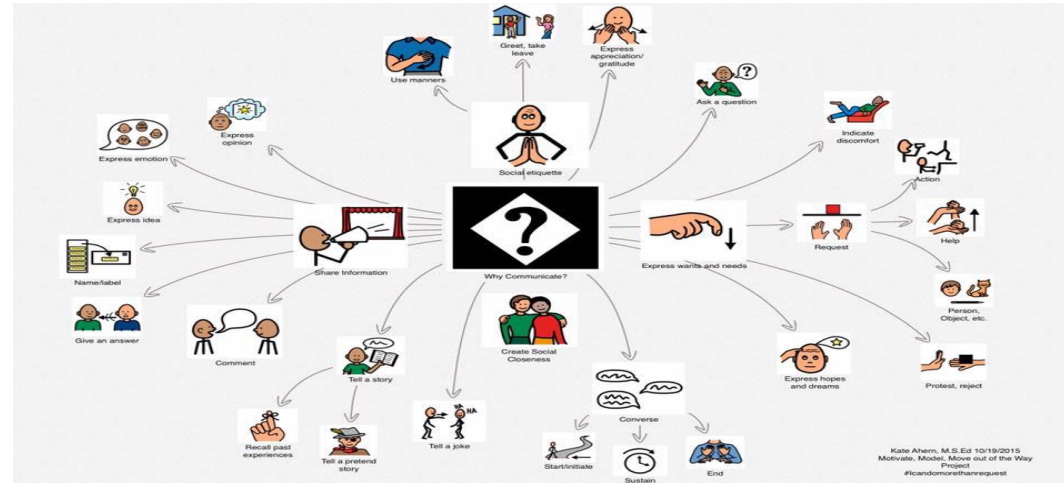 Greet, take
leave
Express
appreciation/
gratitude
Use manners
Ask a question
Social etiquette
Express
opinion
Indicate
discomfort
Express emotion
Action
Express idea
Help
Request
Share Information
Express wants and needs
Why Communicate?
Name/label
Person,
Object, etc.
Give an answer
Comment
Create Social
Closeness
Tell a story
Express hopes
and dreams
Protest, reject
Converse
HA
HA
Tell a joke
Recall past
experiences
Tell a pretend
story
Start/initiate
Sustain
End
Kate Ahern, M.S.Ed 10/19/2015
Motivate, Model, Move out of the Way
Project
#Icandomorethanrequest